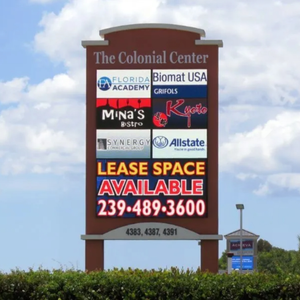 The Colonial Center
FA FLORIDA
ACADEMY
Biomat USA
GRIFOLS
MiNA'S
BiSTRO
Kyoto
SYNERGY
Allstate
LEASE SPACE
AVAILABLE
239-489-3600
4383, 4387, 4391